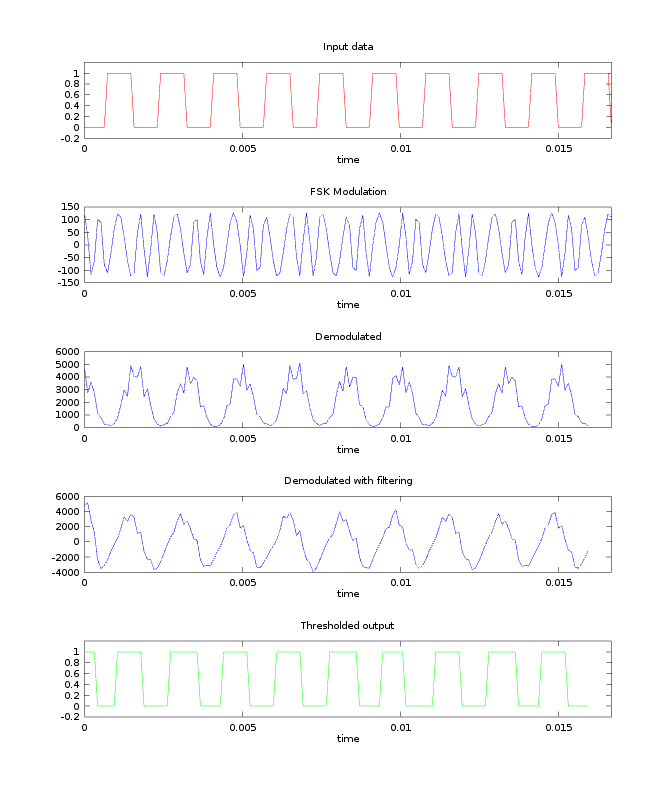 Input data
1
0.8
0.6
0.4
0.2
0
-0.2
0 0.005 0.01 0.015
time
FSK Modulation
150
100
50
0
-50
-100
-150
0 0.005 0.01 0.015
time
Demodulated
6000
5000
4000
3000
2000
1000
0
0 0.005 0.01 0.015
time
Demodulated with filtering
6000
4000
2000
0
-2000
-4000
0 0.005 0.01 0.015
time
Thresholded output
1
0.8
0.6
0.4
0.2
0
-0.2
0 0.005 0.01 0.015
time